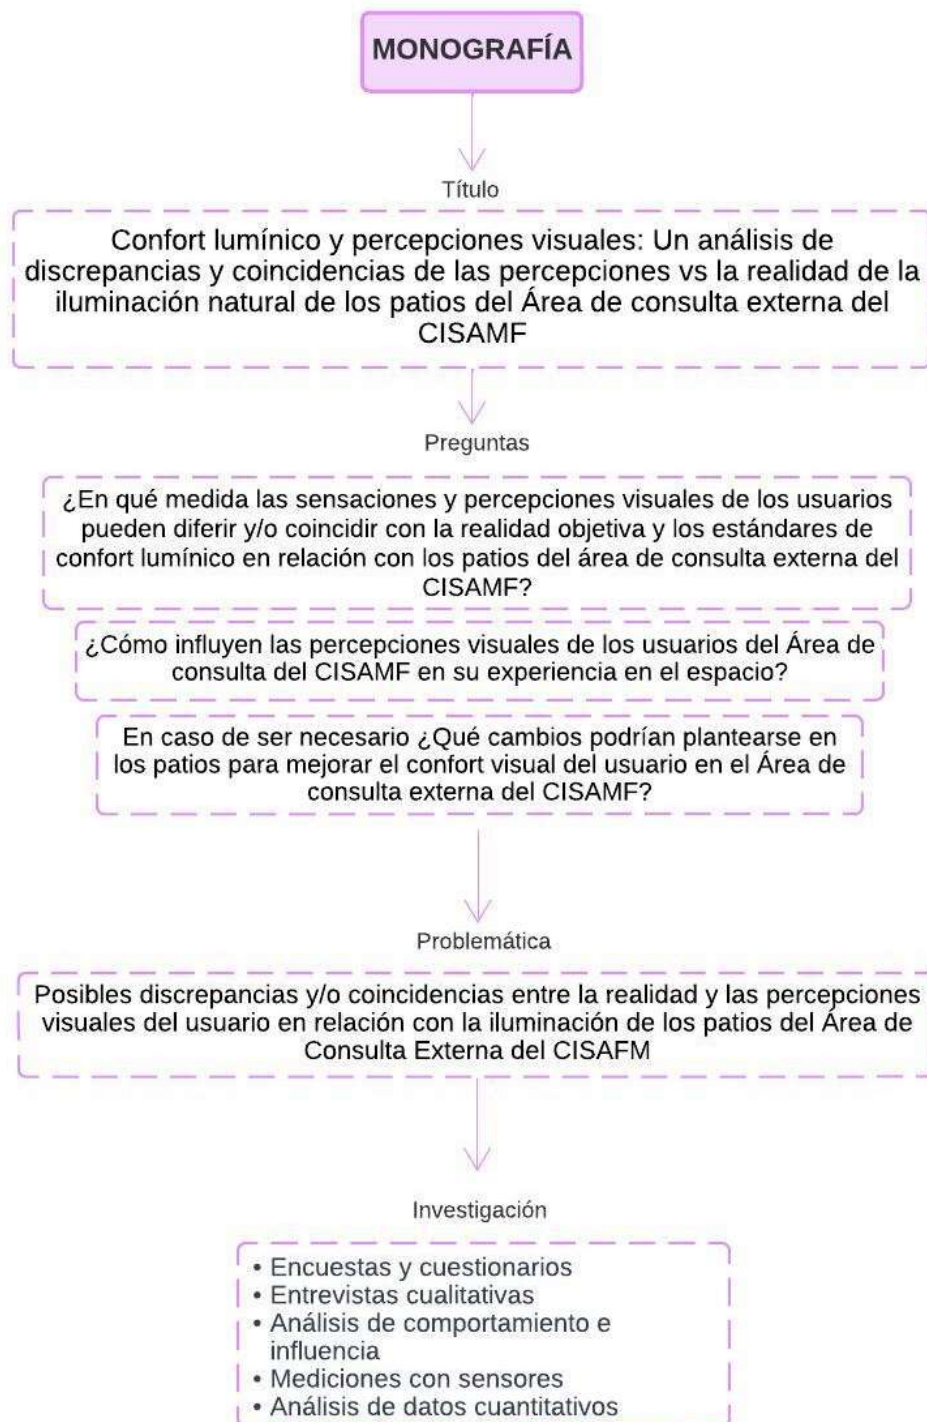 MONOGRAFÍA
Título
Confort lumínico y percepciones visuales: Un análisis de
discrepancias y coincidencias de las percepciones vs la realidad de la
iluminación natural de los patios del Área de consulta externa del
CISAMF
Preguntas
¿En qué medida las sensaciones y percepciones visuales de los usuarios
pueden diferir y/o coincidir con la realidad objetiva y los estándares de
confort lumínico en relación con los patios del área de consulta externa del
CISAMF?
¿Cómo influyen las percepciones visuales de los usuarios del Área de
consulta del CISAMF en su experiencia en el espacio?
En caso de ser necesario ¿Qué cambios podrían plantearse en
los patios para mejorar el confort visual del usuario en el Área de
consulta externa del CISAMF?
Problemática
Posibles discrepancias y/o coincidencias entre la realidad y las percepciones
visuales del usuario en relación con la iluminación de los patios del Área de
Consulta Externa del CISAFM
Investigación
• Encuestas y cuestionarios
• Entrevistas cualitativas
• Análisis de comportamiento e
influencia
• Mediciones con sensores
• Análisis de datos cuantitativos